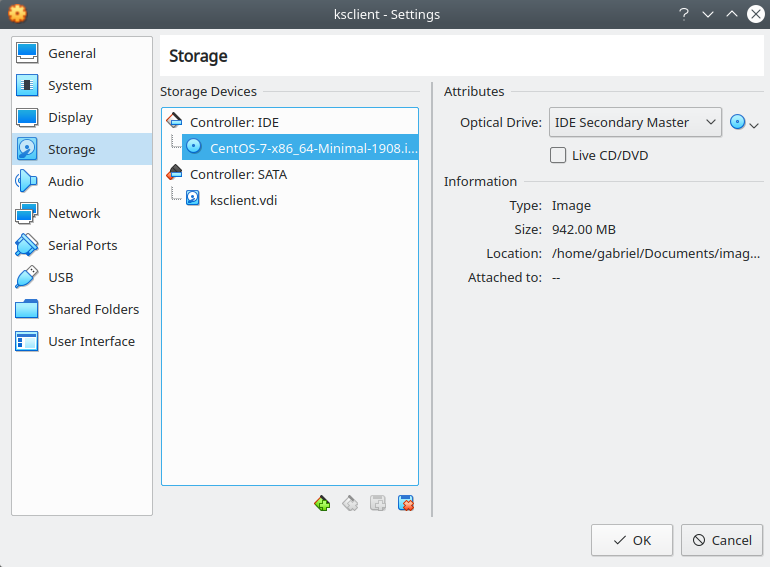 ksclient - Settings
General
System
Display
Storage
Audio
Network
Serial Ports
USB
Shared Folders
User Interface
Storage
Storage Devices
Controller: IDE
CentOS-7-x86_64-Minimal-1908.i...
Controller: SATA
ksclient.vdi
Attributes
Optical Drive: IDE Secondary Master
Live CD/DVD
Information
Type: Image
Size: 942.00 MB
Location: /home/gabriel/Documents/imag...
Attached to: --
OK Cancel